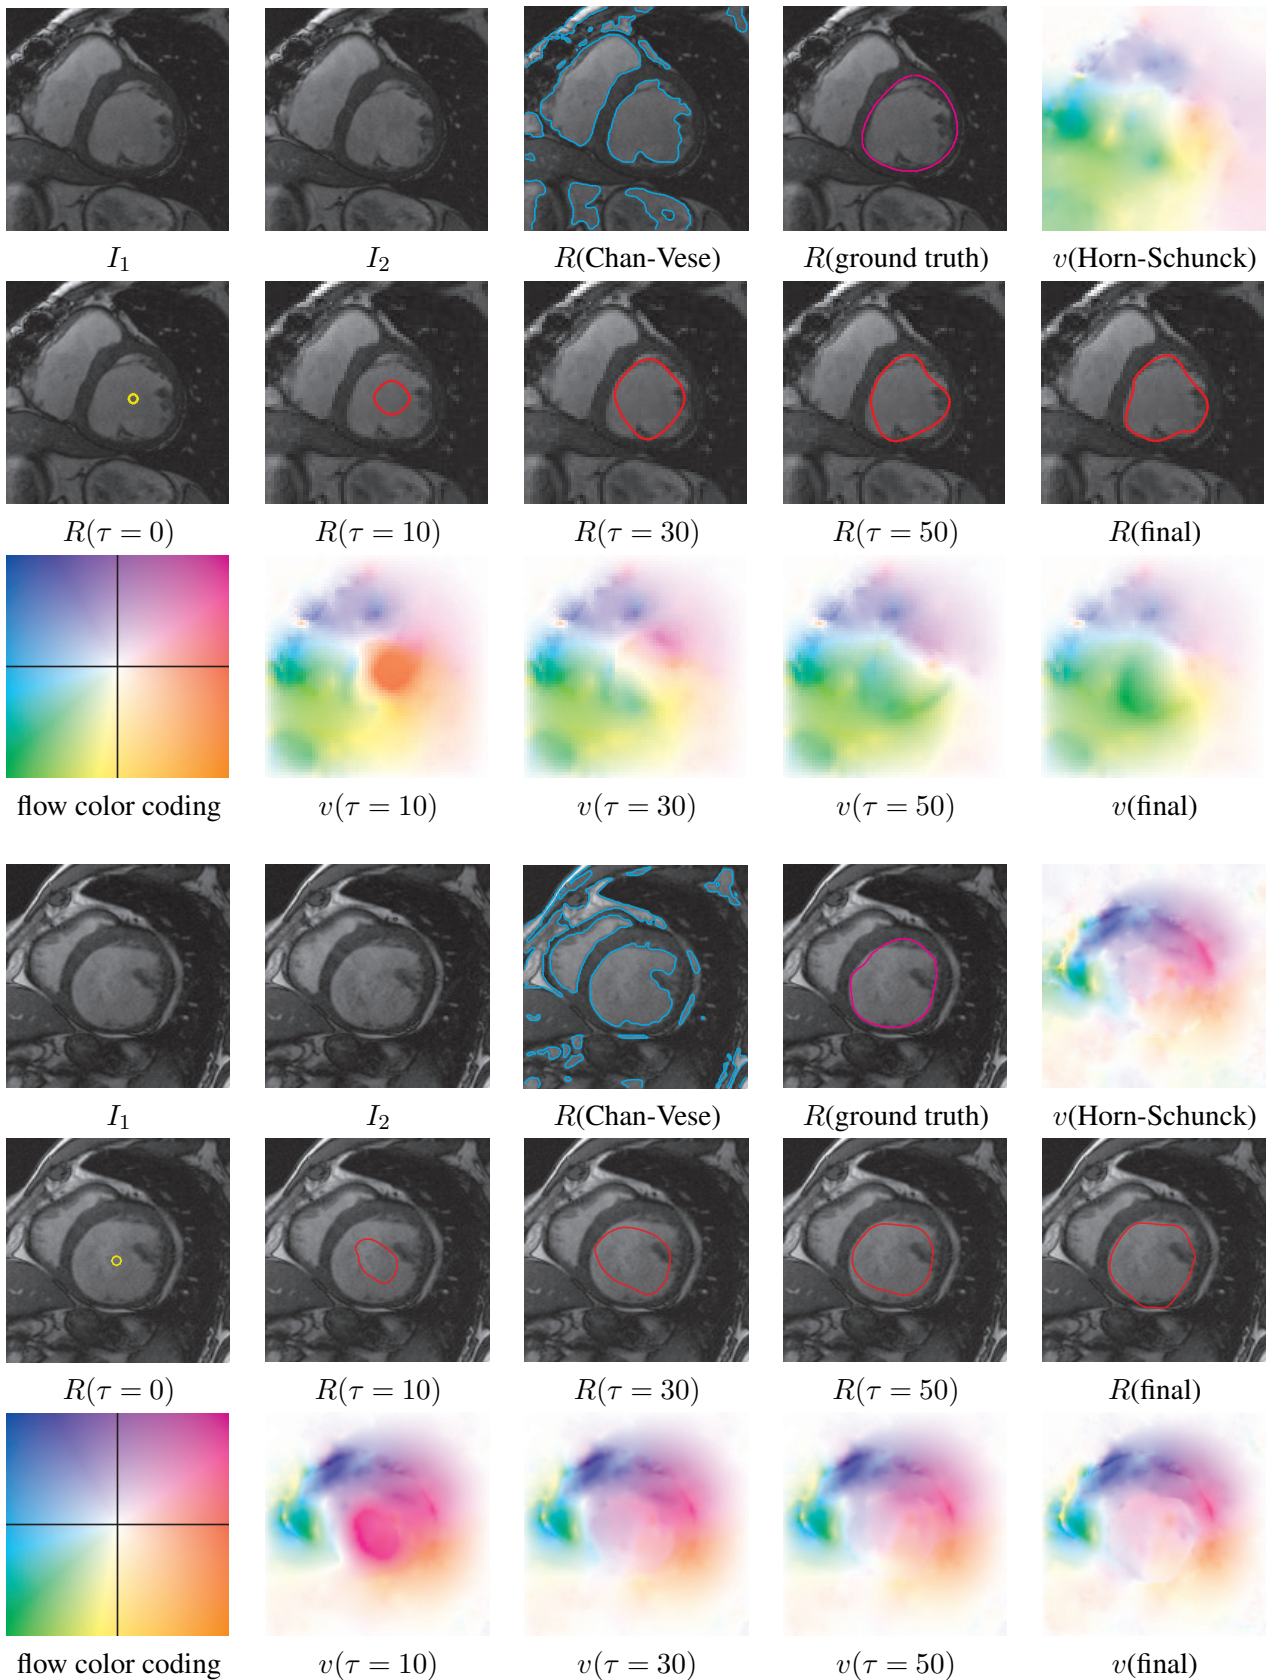 I₁ I₂ R(Chan-Vese) R(ground truth) v(Horn-Schunck)
R(τ = 0) R(τ = 10) R(τ = 30) R(τ = 50) R(final)
flow color coding v(τ = 10) v(τ = 30) v(τ = 50) v(final)
I₁ I₂ R(Chan-Vese) R(ground truth) v(Horn-Schunck)
R(τ = 0) R(τ = 10) R(τ = 30) R(τ = 50) R(final)
flow color coding v(τ = 10) v(τ = 30) v(τ = 50) v(final)